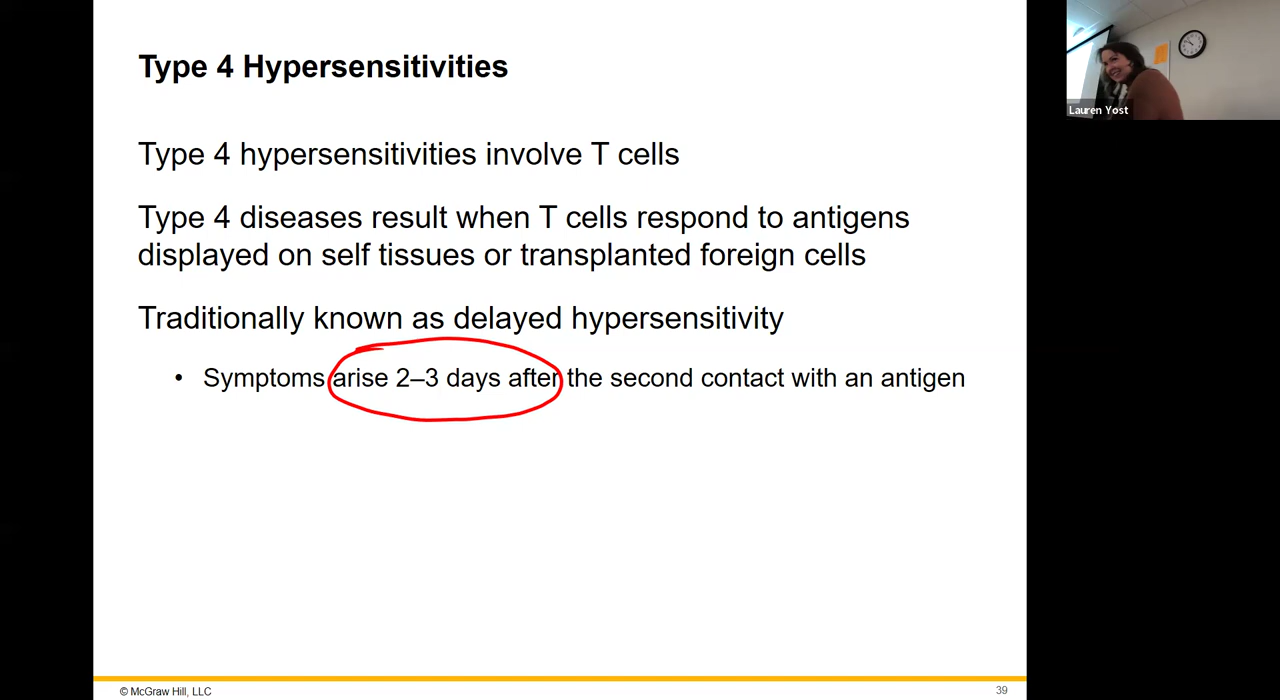 Type 4 Hypersensitivities
Type 4 hypersensitivities involve T cells
Type 4 diseases result when T cells respond to antigens
displayed on self tissues or transplanted foreign cells
Traditionally known as delayed hypersensitivity
• Symptoms arise 2–3 days after the second contact with an antigen
© McGraw Hill, LLC
39
Lauren Yost